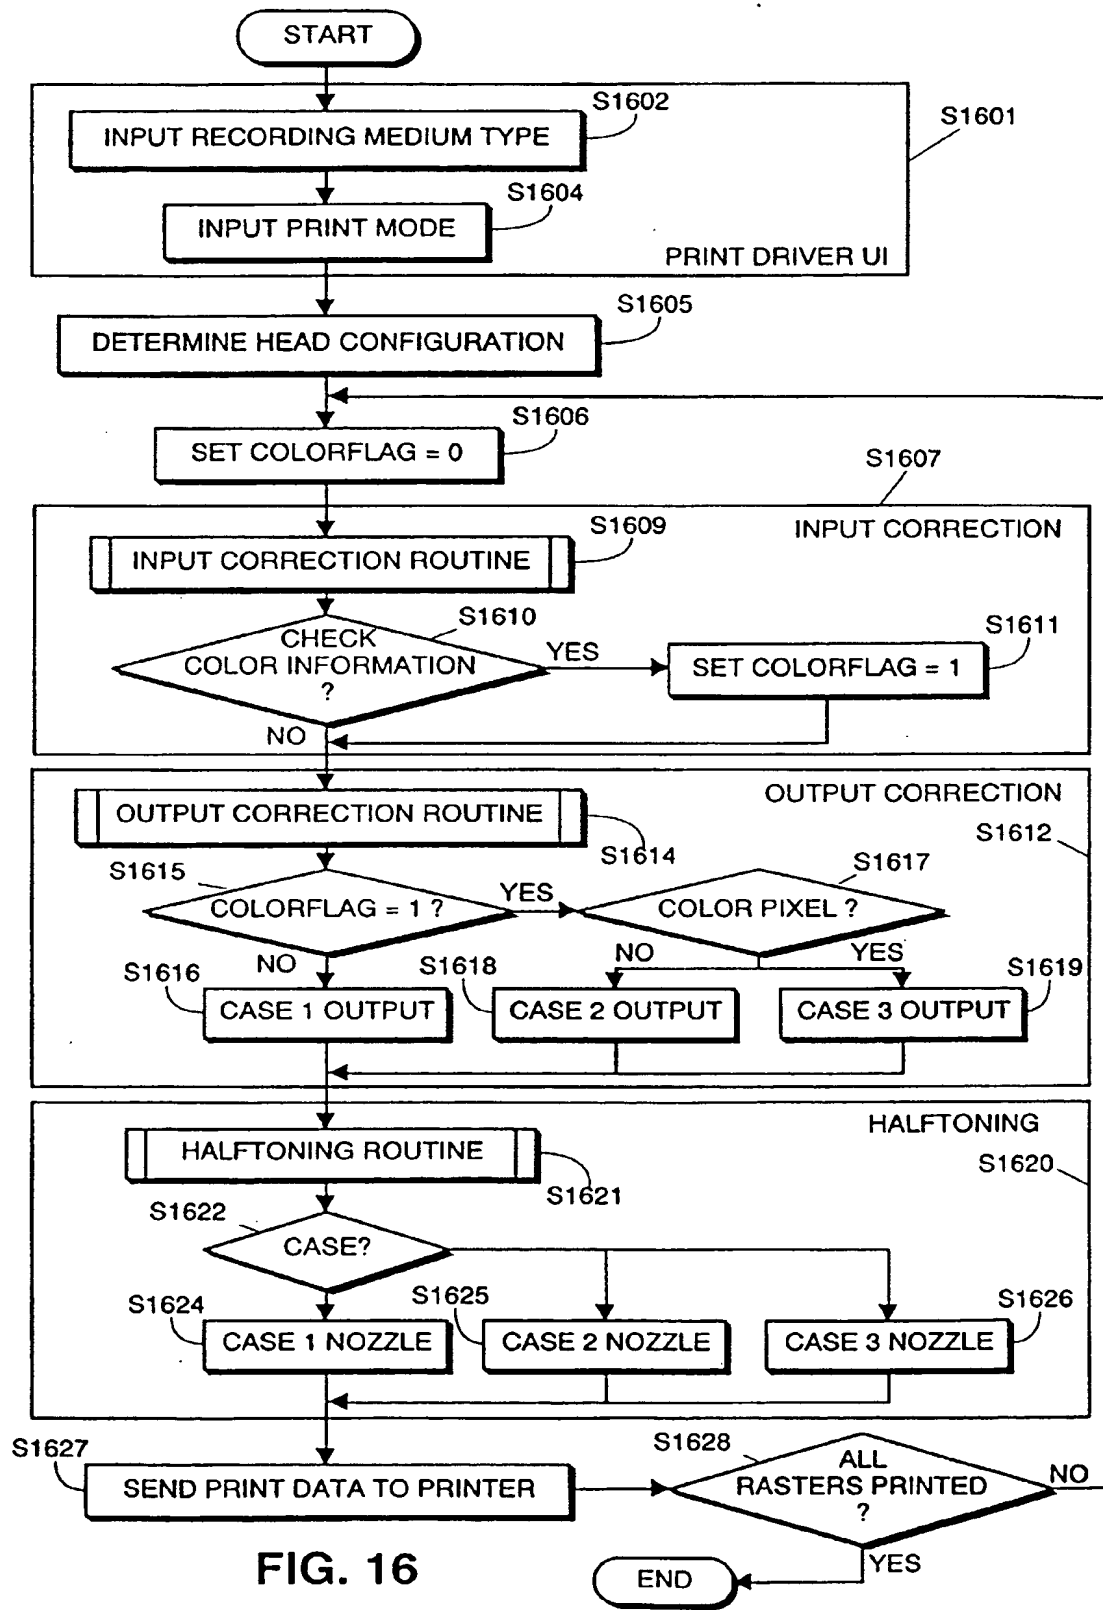 START
S1602
S1601
INPUT RECORDING MEDIUM TYPE
S1604
INPUT PRINT MODE
PRINT DRIVER UI
S1605
DETERMINE HEAD CONFIGURATION
S1606
SET COLORFLAG = 0
S1607
INPUT CORRECTION
S1609
INPUT CORRECTION ROUTINE
S1610
CHECK
COLOR INFORMATION
?
YES
S1611
SET COLORFLAG = 1
NO
OUTPUT CORRECTION
OUTPUT CORRECTION ROUTINE
S1612
S1614
S1615
COLORFLAG = 1 ?
YES
S1617
COLOR PIXEL ?
NO
NO
YES
S1616
CASE 1 OUTPUT
S1618
CASE 2 OUTPUT
S1619
CASE 3 OUTPUT
HALFTONING
HALFTONING ROUTINE
S1620
S1621
S1622
CASE?
S1624
CASE 1 NOZZLE
S1625
CASE 2 NOZZLE
S1626
CASE 3 NOZZLE
S1627
SEND PRINT DATA TO PRINTER
S1628
ALL
RASTERS PRINTED
?
NO
YES
END
FIG. 16